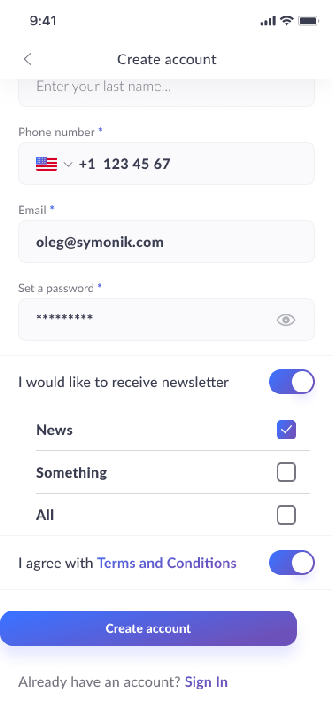 9:41
Create account
Enter your last name...
Phone number *
+1 123 45 67
Email *
oleg@symonik.com
Set a password *
*********
I would like to receive newsletter
News
Something
All
I agree with Terms and Conditions
Create account
Already have an account? Sign In